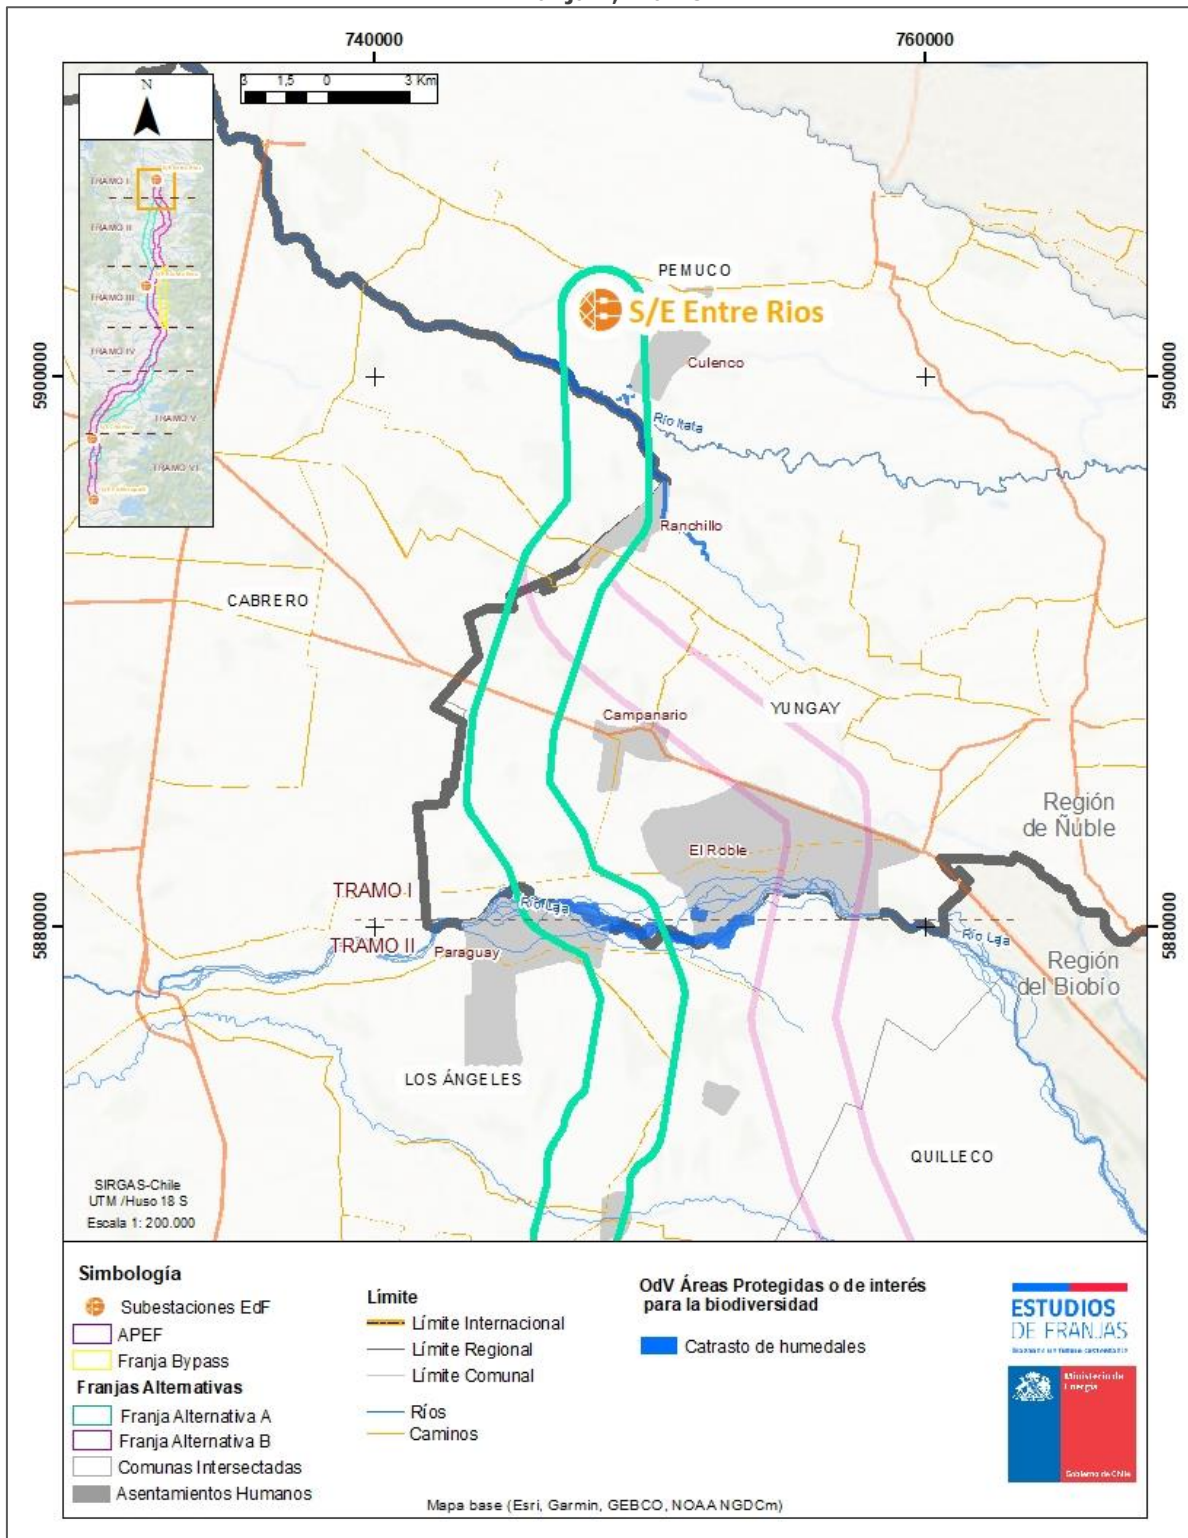 740000
760000
3 1,5 0 3 Km
N
TRAMO I
TRAMO II
TRAMO III
TRAMO IV
TRAMO V
TRAMO VI
PEMUCO
S/E Entre Rios
Culenco
5900000
5900000
Río Itata
Ranchillo
CABRERO
Campanario
YUNGAY
Región
de Ñuble
El Roble
TRAMO I
Río Laja
5880000
5880000
TRAMO II
Paraguay
Río Laja
Región
del Biobío
LOS ÁNGELES
QUILLECO
SIRGAS-Chile
UTM /Huso 18 S
Escala 1: 200.000
Simbología
Subestaciones EdF
APEF
Franja Bypass
Franjas Alternativas
Franja Alternativa A
Franja Alternativa B
Comunas Intersectadas
Asentamientos Humanos
Límite
Límite Internacional
Límite Regional
Límite Comunal
Ríos
Caminos
OdV Áreas Protegidas o de interés
para la biodiversidad
Catrasto de humedales
Mapa base (Esri, Garmin, GEBCO, NOAA NGDCm)
ESTUDIOS
DE FRANJAS
Ministerio de
Energía
Gobierno de Chile